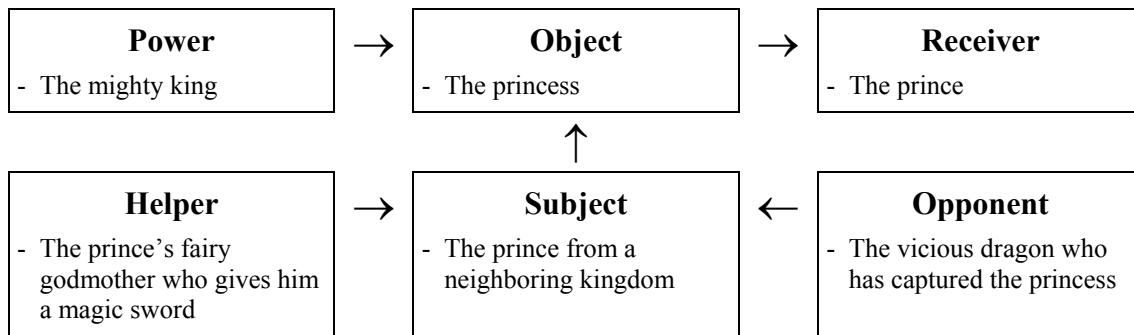 Power → Object → Receiver
- The mighty king
- The princess
- The prince
↑
Helper → Subject ← Opponent
- The prince’s fairy
godmother who gives him
a magic sword
- The prince from a
neighboring kingdom
- The vicious dragon who
has captured the princess